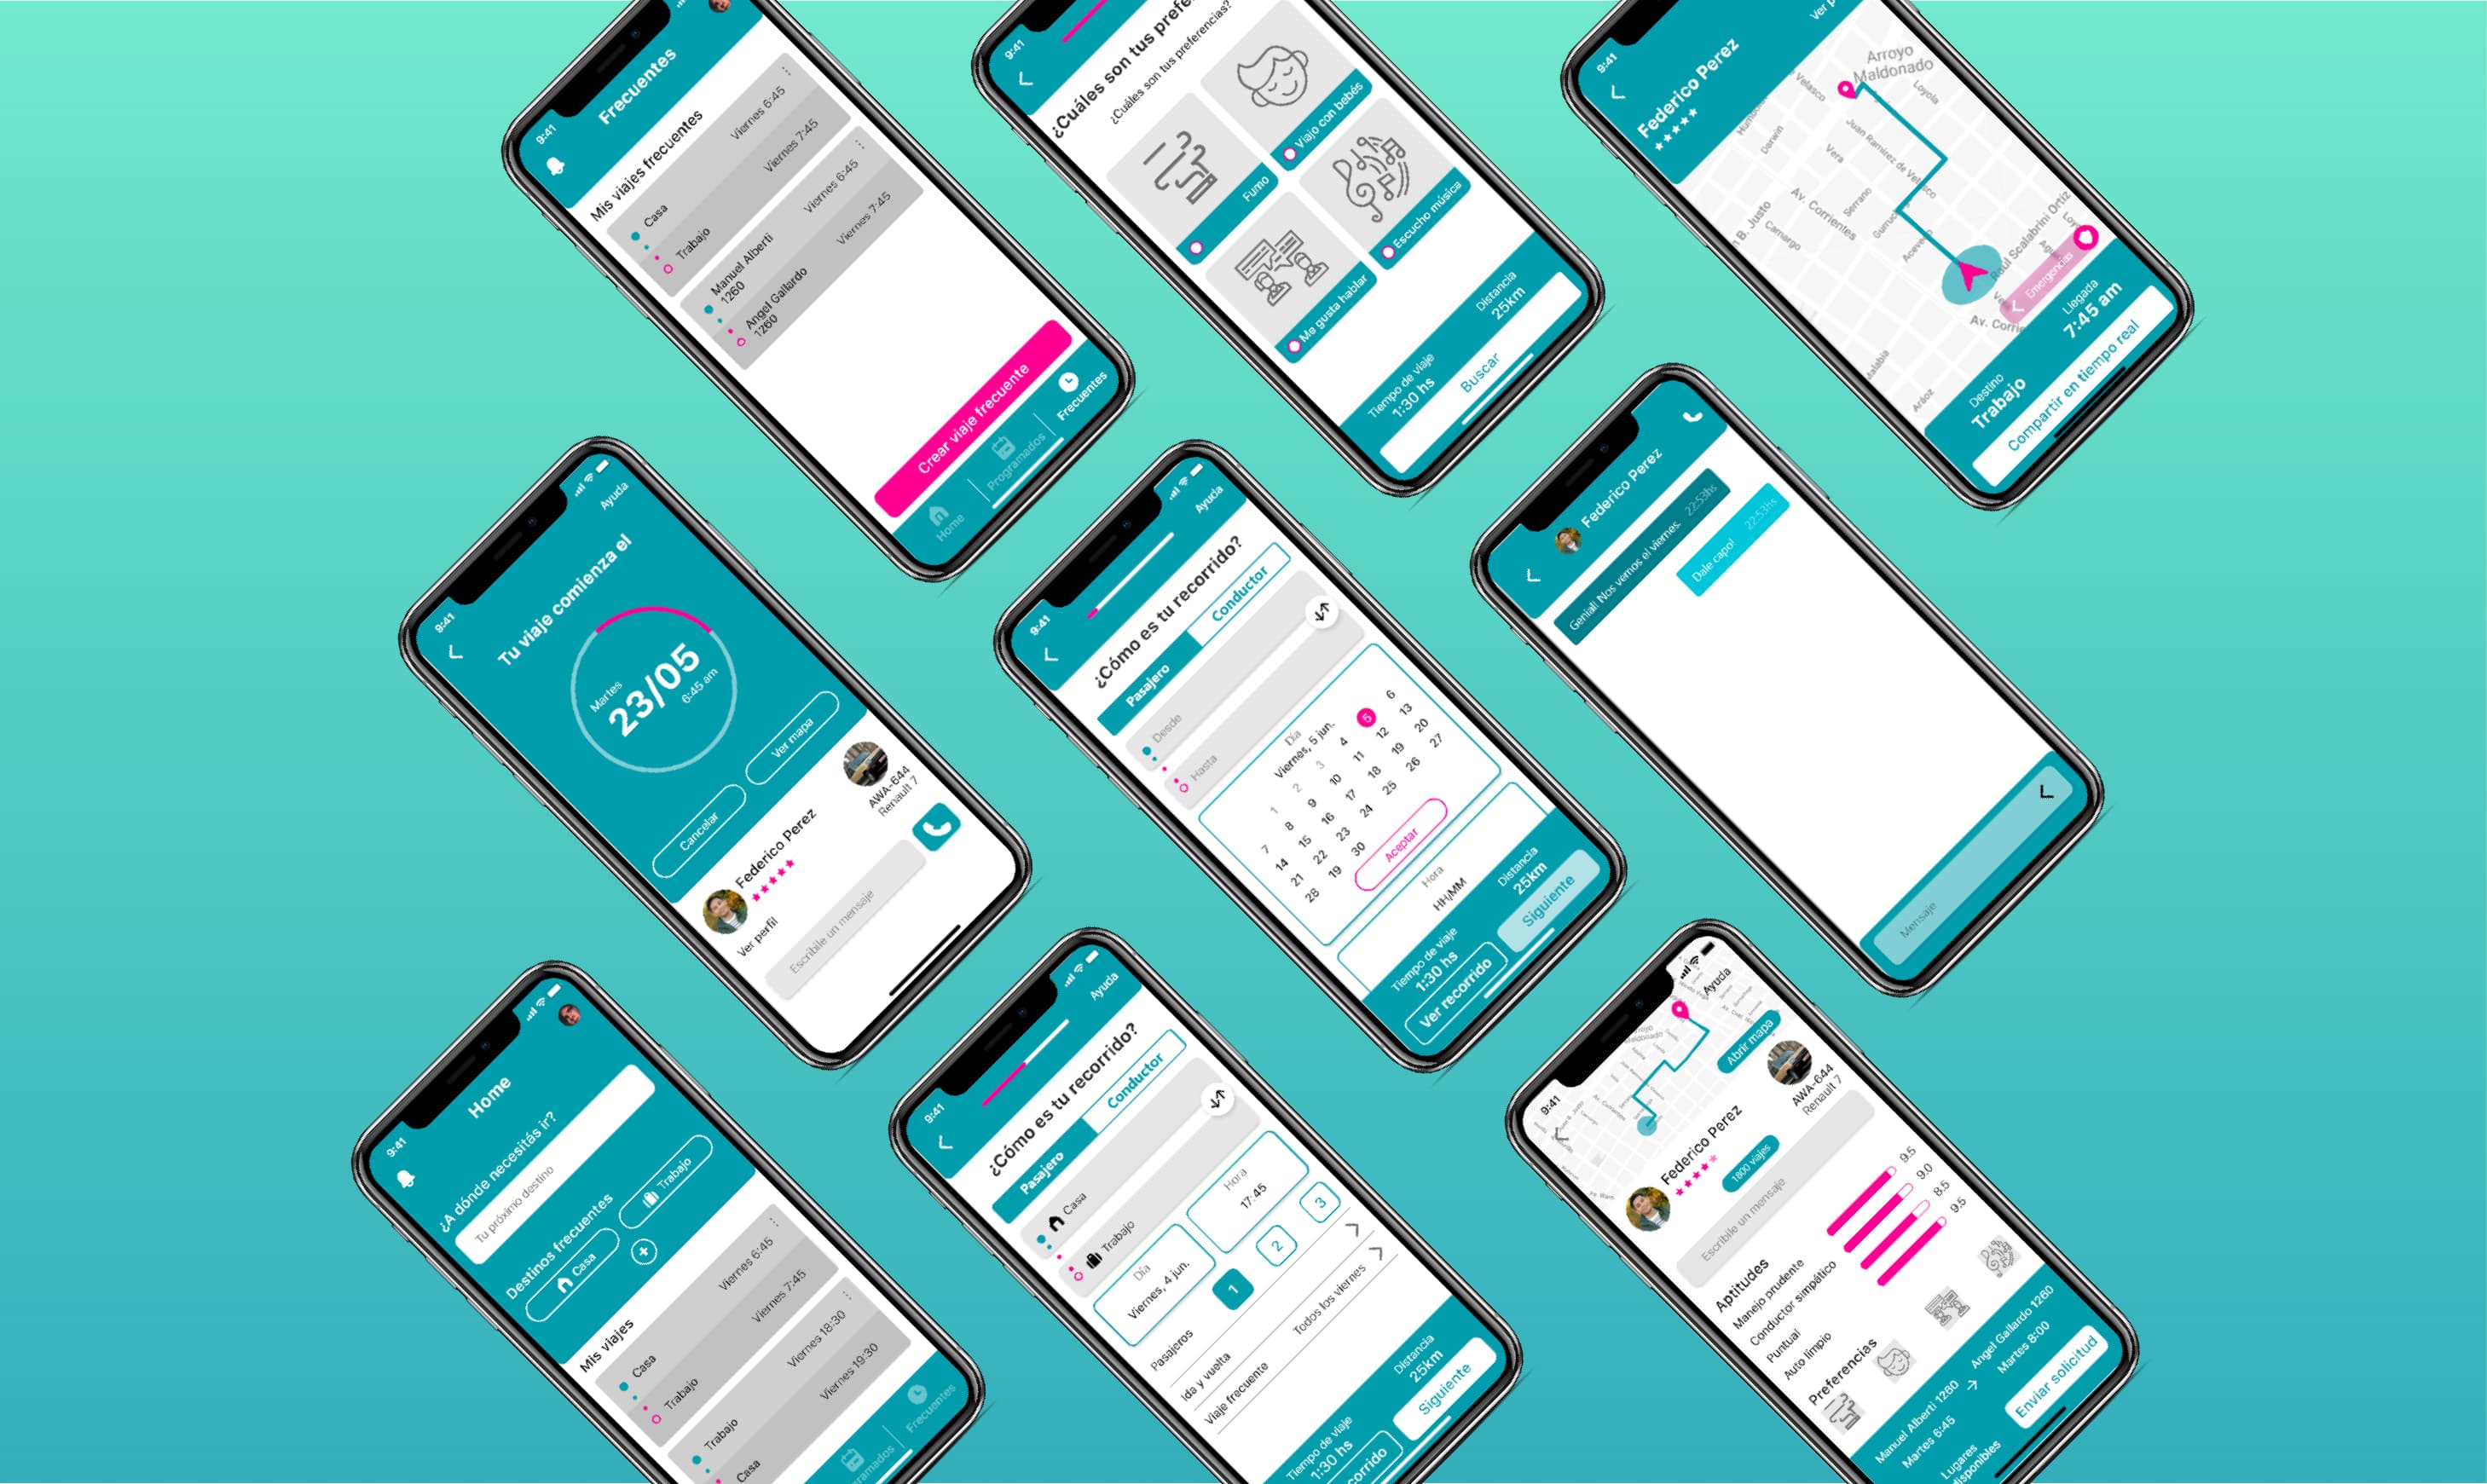 9:41
Frecuentes
Mis viajes frecuentes
Casa
Viernes 6:45
Trabajo
Viernes 7:45
Manuel Alberti
1260
Viernes 6:45
Angel Gallardo
1260
Viernes 7:45
Crear viaje frecuente
Home
Programados
Frecuentes
9:41
¿Cuáles son tus
¿Cuáles son tus preferencias?
Fumo
Viajo con bebés
Me gusta hablar
Escucho música
Tiempo de viaje
1:30 hs
Distancia
25km
Buscar
9:41
Ver
Federico Perez
Arroyo
Maldonado
Velasco
Loyola
Darwin
Juan Ramirez de Velasco
Vera
Serrano
Av. Corrientes
B. Justo
Camargo
Acevedo
Raúl Scalabrini Ortiz
Av.
Araoz
Emergencias
Destino
Trabajo
Llegada
7:45 am
Compartir en tiempo real
9:41
Ayuda
Tu viaje comienza el
Martes
23/05
6:45 am
Cancelar
Ver mapa
Federico Perez
Ver perfil
AWA-644
Renault 7
Escribile un mensaje
9:41
Ayuda
¿Cómo es tu recorrido?
Pasajero
Conductor
Desde
Hasta
Día
Viernes, 5 jun.
1 2 3 4 5 6
7 8 9 10 11 12 13
14 15 16 17 18 19 20
21 22 23 24 25 26 27
28 19 30
Aceptar
Hora
HH/MM
Tiempo de viaje
1:30 hs
Distancia
25km
Ver recorrido
Siguiente
Federico Perez
Genial! Nos vemos el viernes.
22:53hs
Dale capo!
22:53hs
Mensaje
9:41
Home
¿A dónde necesitás ir?
Tu próximo destino
Destinos frecuentes
Casa
Trabajo
+
Mis viajes
Casa
Viernes 6:45
Trabajo
Viernes 7:45
Trabajo
Viernes 18:30
Casa
Viernes 19:30
Frecuentes
9:41
Ayuda
¿Cómo es tu recorrido?
Pasajero
Conductor
Casa
Trabajo
Día
Viernes, 4 jun.
Hora
17:45
Pasajeros
1
2
3
Ida y vuelta
Viaje frecuente
Todos los viernes
Tiempo de viaje
1:30 hs
Distancia
25km
Siguiente
9:41
Ayuda
Abrir mapa
Federico Perez
1800 viajes
AWA-644
Renault 7
Escribile un mensaje
Aptitudes
Manejo prudente
9.5
Conductor simpático
9.0
Puntual
8.5
Auto limpio
9.5
Preferencias
Manuel Alberti 1260
Martes 6:45
Angel Gallardo 1260
Martes 8:00
Lugares
disponibles
Enviar solicitud